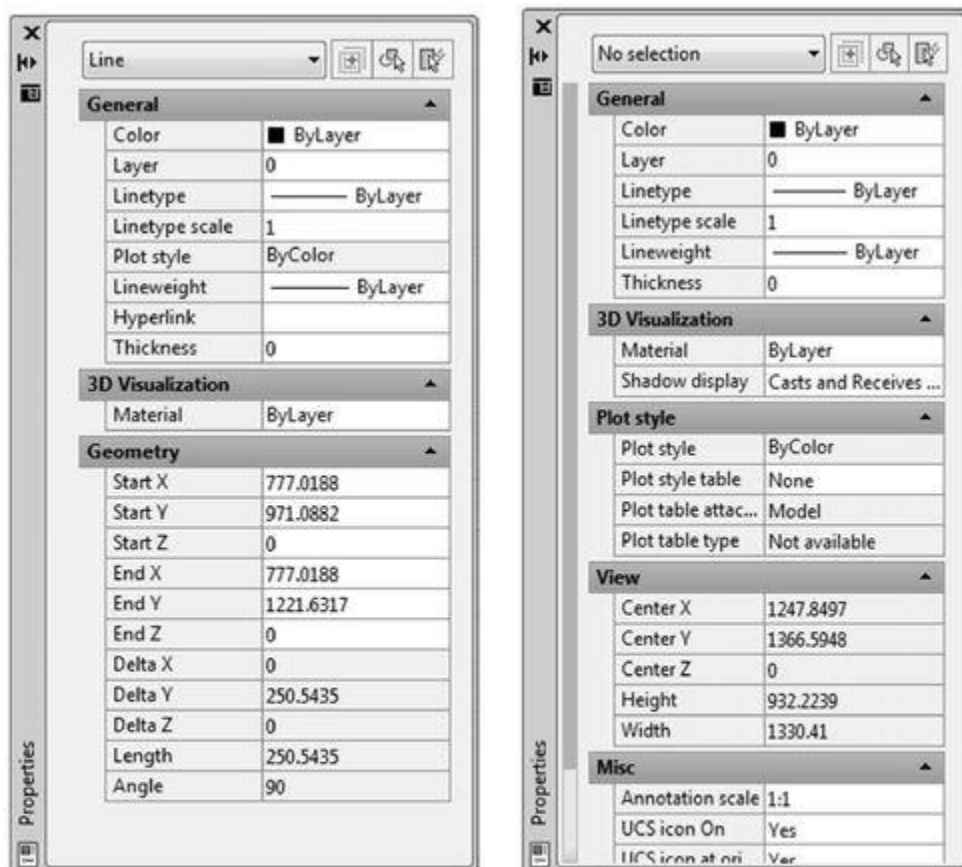 Line
General
Color ByLayer
Layer 0
Linetype ByLayer
Linetype scale 1
Plot style ByColor
Lineweight ByLayer
Hyperlink
Thickness 0
3D Visualization
Material ByLayer
Geometry
Start X 777.0188
Start Y 971.0882
Start Z 0
End X 777.0188
End Y 1221.6317
End Z 0
Delta X 0
Delta Y 250.5435
Delta Z 0
Length 250.5435
Angle 90
Properties
No selection
General
Color ByLayer
Layer 0
Linetype ByLayer
Linetype scale 1
Lineweight ByLayer
Thickness 0
3D Visualization
Material ByLayer
Shadow display Casts and Receives ...
Plot style
Plot style ByColor
Plot style table None
Plot table attac... Model
Plot table type Not available
View
Center X 1247.8497
Center Y 1366.5948
Center Z 0
Height 932.2239
Width 1330.41
Misc
Annotation scale 1:1
UCS icon On Yes
UCS icon at ori... Yes
Properties